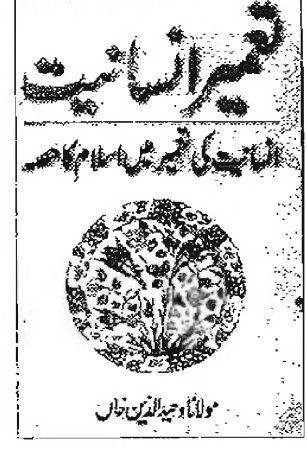 تعمیر انسانیت
انسانیت کی تعمیر میں اسلام کا حصہ
مولانا وحید الدین خاں